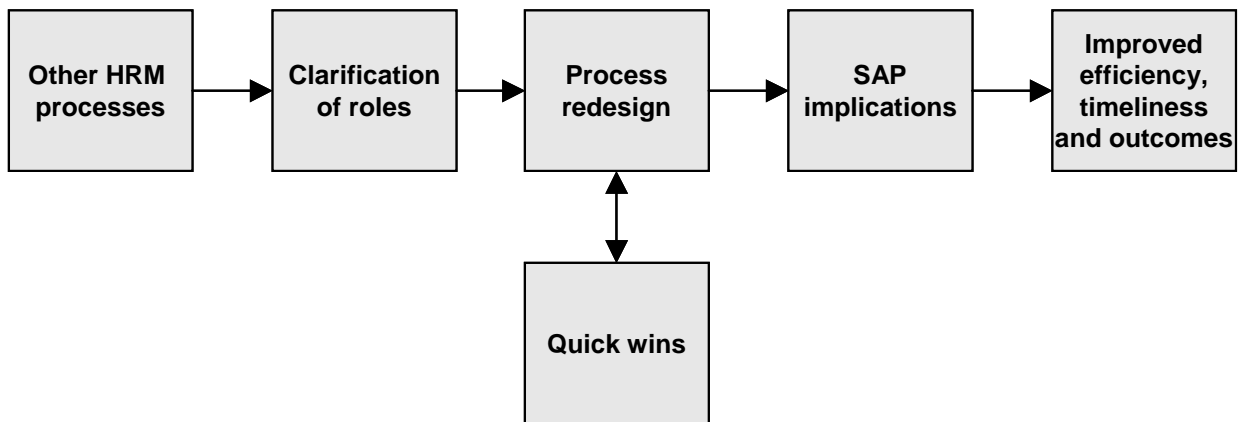 Other HRM
processes
Clarification
of roles
Process
redesign
SAP
implications
Improved
efficiency,
timeliness
and outcomes
Quick wins